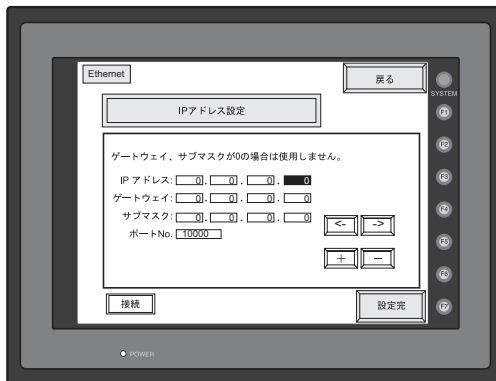 Ethernet
戻る
SYSTEM
IPアドレス設定
F1
F2
ゲートウェイ、サブマスクが0の場合は使用しません。
IP アドレス: 0. 0. 0. 0
F3
ゲートウェイ: 0. 0. 0. 0
サブマスク: 0. 0. 0. 0
F4
ポートNo. 10000
<- ->
F5
+ −
F6
接続
設定完
F7
POWER